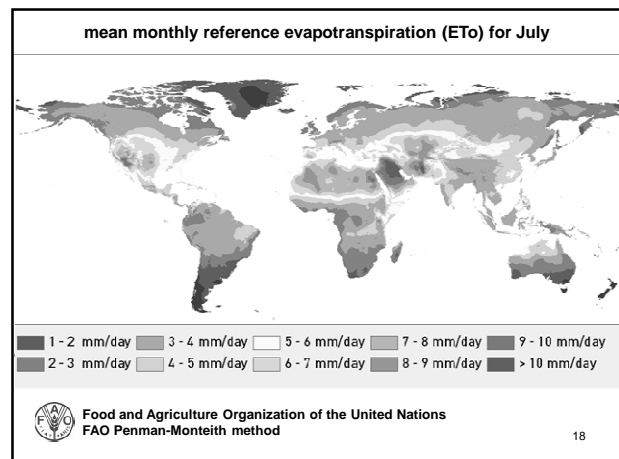 mean monthly reference evapotranspiration (ETo) for July
1 - 2 mm/day 3 - 4 mm/day 5 - 6 mm/day 7 - 8 mm/day 9 - 10 mm/day
2 - 3 mm/day 4 - 5 mm/day 6 - 7 mm/day 8 - 9 mm/day > 10 mm/day
F A O
Food and Agriculture Organization of the United Nations
FAO Penman-Monteith method
18